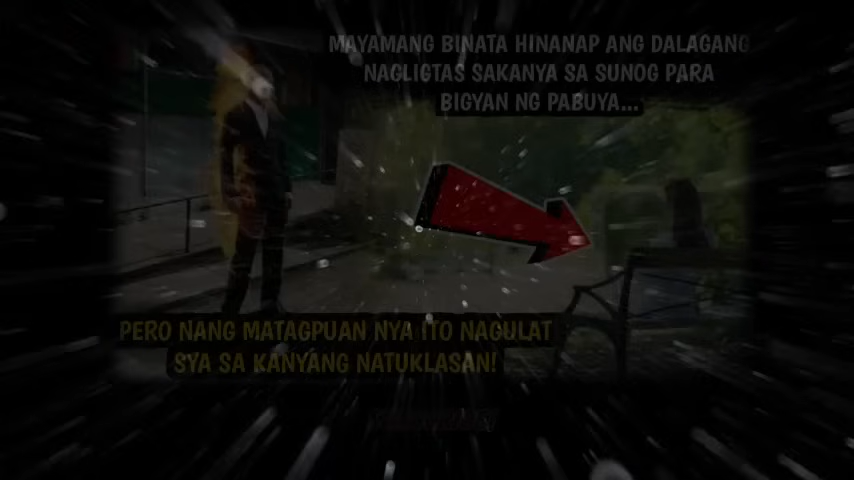 MAYAMANG BINATA HINANAP ANG DALAGANG
NAGLIGTAS SAKANYA SA SUNOG PARA
BIGYAN NG PABUYA...
PERO NANG MATAGPUAN NYA ITO NAGULAT
SYA SA KANYANG NATUKLASAN!